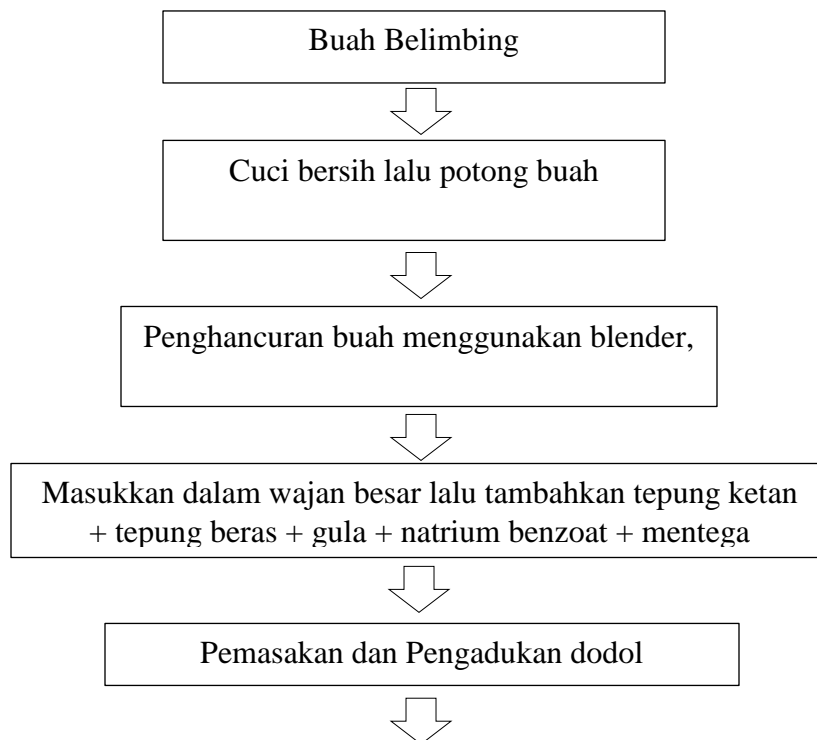 Buah Belimbing
Cuci bersih lalu potong buah
Penghancuran buah menggunakan blender,
Masukkan dalam wajan besar lalu tambahkan tepung ketan
+ tepung beras + gula + natrium benzoat + mentega
Pemasakan dan Pengadukan dodol